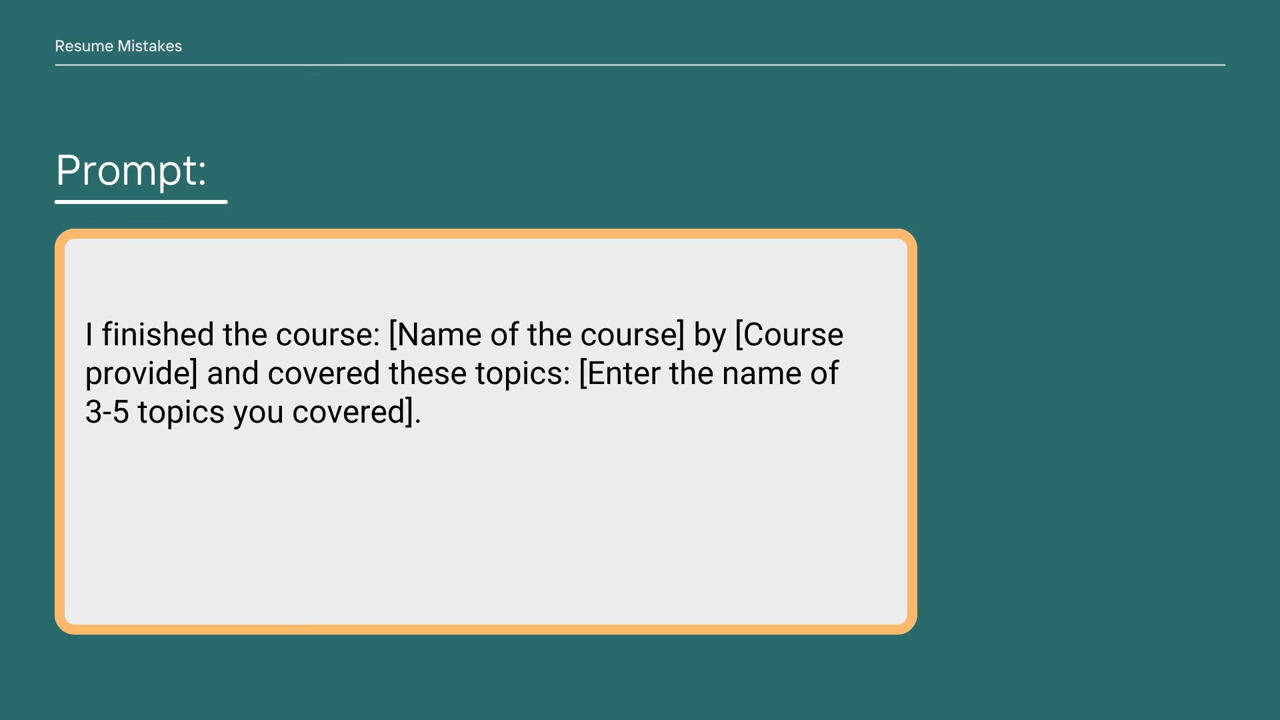 Resume Mistakes
Prompt:
I finished the course: [Name of the course] by [Course
provide] and covered these topics: [Enter the name of
3-5 topics you covered].